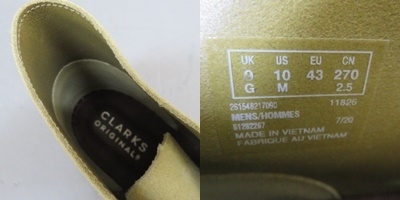 CLARKS
ORIGINALS
UK US EU CN
9 10 43 270
G M 2.5
11826
MENS/HOMMES
7/20
MADE IN VIETNAM
FABRIQUE AU VIETNAM